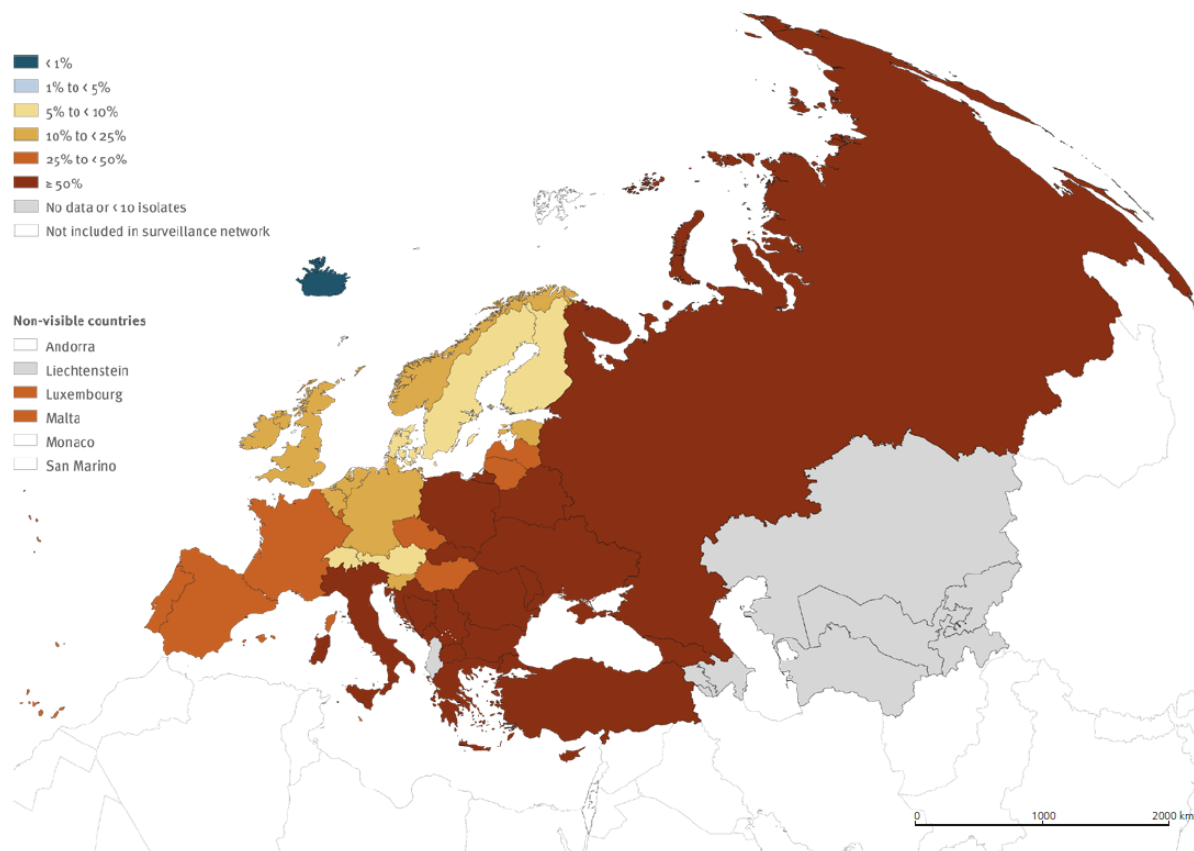 < 1%
1% to < 5%
5% to < 10%
10% to < 25%
25% to < 50%
≥ 50%
No data or < 10 isolates
Not included in surveillance network
Non-visible countries
Andorra
Liechtenstein
Luxembourg
Malta
Monaco
San Marino
0 1000 2000 km